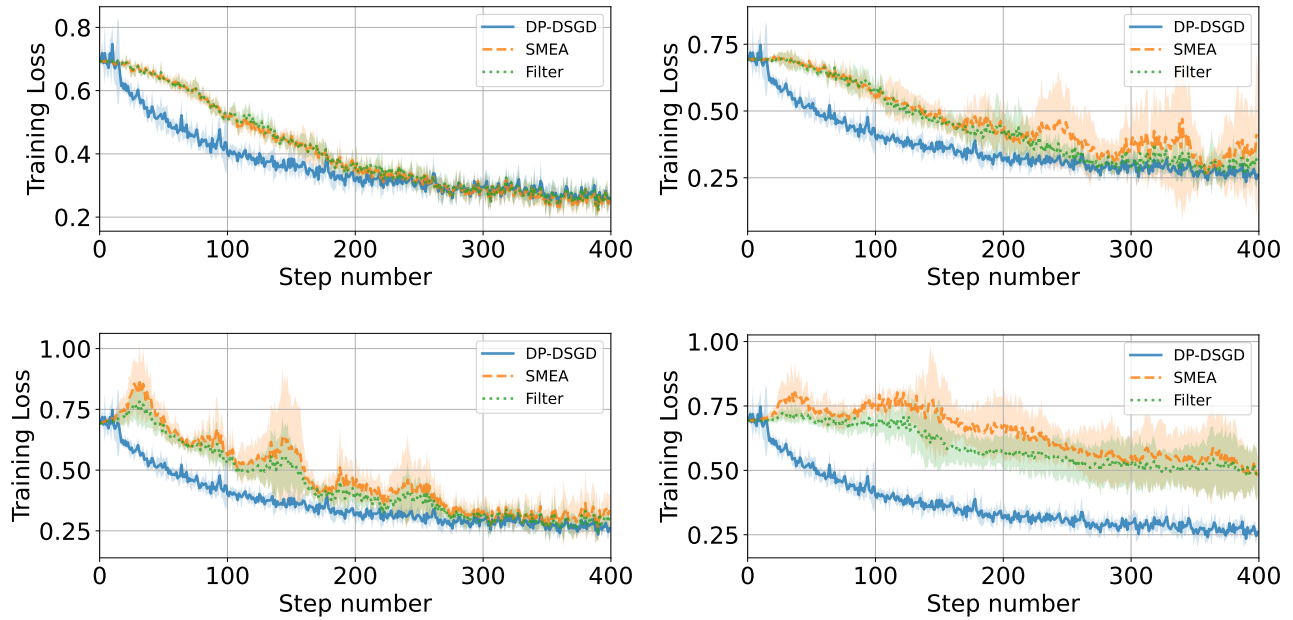 Training Loss
0.8
0.6
0.4
0.2
DP-DSGD
SMEA
Filter
0 100 200 300 400
Step number
Training Loss
0.75
0.50
0.25
DP-DSGD
SMEA
Filter
0 100 200 300 400
Step number
Training Loss
1.00
0.75
0.50
0.25
DP-DSGD
SMEA
Filter
0 100 200 300 400
Step number
Training Loss
1.00
0.75
0.50
0.25
DP-DSGD
SMEA
Filter
0 100 200 300 400
Step number